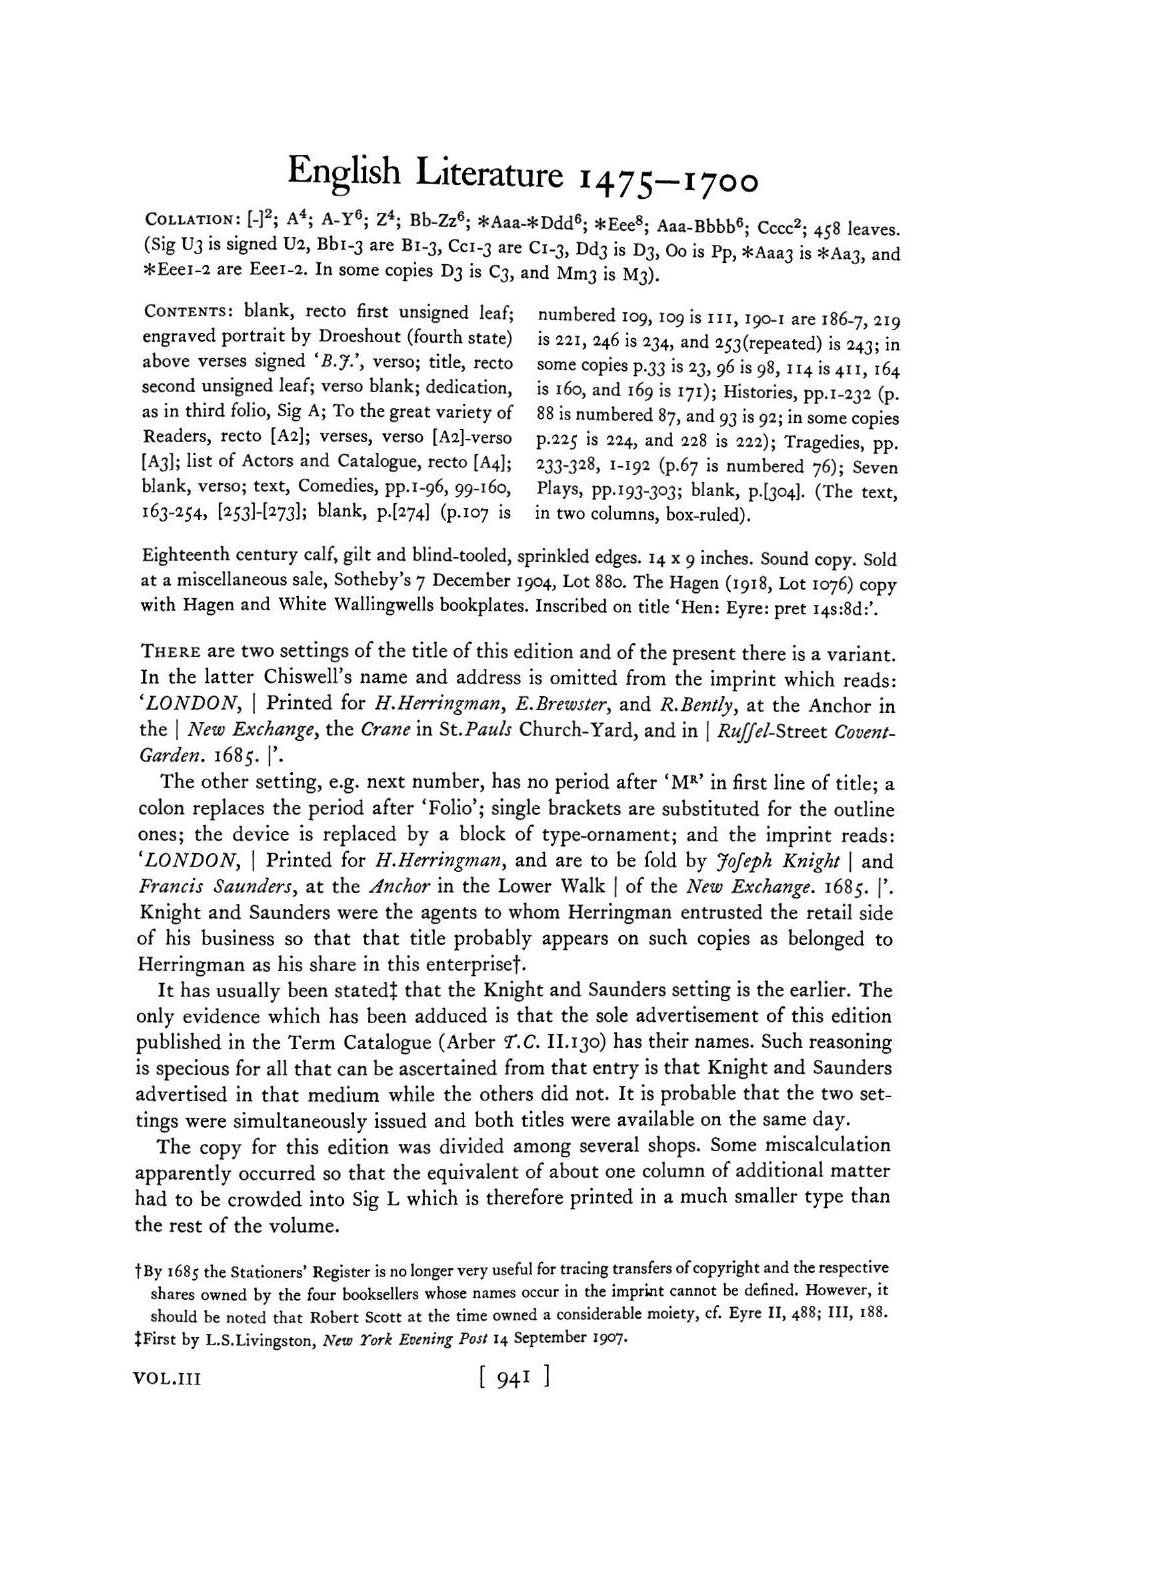 English Literature 1475—1700
COLLATION: [-]²; A⁴; A-Y⁶; Z⁴; Bb-Zz⁶; *Aaa-*Ddd⁶; *Eee⁸; Aaa-Bbbb⁶; Cccc²; 458 leaves.
(Sig U3 is signed U2, Bb1-3 are B1-3, Cc1-3 are C1-3, Dd3 is D3, Oo is Pp, *Aaa3 is *Aa3, and
*Eee1-2 are Eee1-2. In some copies D3 is C3, and Mm3 is M3).
CONTENTS: blank, recto first unsigned leaf;
engraved portrait by Droeshout (fourth state)
above verses signed ‘B.J.’, verso; title, recto
second unsigned leaf; verso blank; dedication,
as in third folio, Sig A; To the great variety of
Readers, recto [A2]; verses, verso [A2]-verso
[A3]; list of Actors and Catalogue, recto [A4];
blank, verso; text, Comedies, pp.1-96, 99-160,
163-254, [253]-[273]; blank, p.[274] (p.107 is
numbered 109, 109 is 111, 190-1 are 186-7, 219
is 221, 246 is 234, and 253(repeated) is 243; in
some copies p.33 is 23, 96 is 98, 114 is 411, 164
is 160, and 169 is 171); Histories, pp.1-232 (p.
88 is numbered 87, and 93 is 92; in some copies
p.225 is 224, and 228 is 222); Tragedies, pp.
233-328, 1-192 (p.67 is numbered 76); Seven
Plays, pp.193-303; blank, p.[304]. (The text,
in two columns, box-ruled).
Eighteenth century calf, gilt and blind-tooled, sprinkled edges. 14 x 9 inches. Sound copy. Sold
at a miscellaneous sale, Sotheby's 7 December 1904, Lot 880. The Hagen (1918, Lot 1076) copy
with Hagen and White Wallingwells bookplates. Inscribed on title ‘Hen: Eyre: pret 14s:8d:’.
THERE are two settings of the title of this edition and of the present there is a variant.
In the latter Chiswell's name and address is omitted from the imprint which reads:
‘LONDON, | Printed for H.Herringman, E.Brewster, and R.Bently, at the Anchor in
the | New Exchange, the Crane in St.Pauls Church-Yard, and in | Ruſſel-Street Covent-
Garden. 1685. |’.
The other setting, e.g. next number, has no period after ‘Mᴿ’ in first line of title; a
colon replaces the period after ‘Folio’; single brackets are substituted for the outline
ones; the device is replaced by a block of type-ornament; and the imprint reads:
‘LONDON, | Printed for H.Herringman, and are to be ſold by Joſeph Knight | and
Francis Saunders, at the Anchor in the Lower Walk | of the New Exchange. 1685. |’.
Knight and Saunders were the agents to whom Herringman entrusted the retail side
of his business so that that title probably appears on such copies as belonged to
Herringman as his share in this enterprise†.
It has usually been stated‡ that the Knight and Saunders setting is the earlier. The
only evidence which has been adduced is that the sole advertisement of this edition
published in the Term Catalogue (Arber T.C. II.130) has their names. Such reasoning
is specious for all that can be ascertained from that entry is that Knight and Saunders
advertised in that medium while the others did not. It is probable that the two set-
tings were simultaneously issued and both titles were available on the same day.
The copy for this edition was divided among several shops. Some miscalculation
apparently occurred so that the equivalent of about one column of additional matter
had to be crowded into Sig L which is therefore printed in a much smaller type than
the rest of the volume.
†By 1685 the Stationers' Register is no longer very useful for tracing transfers of copyright and the respective
shares owned by the four booksellers whose names occur in the imprint cannot be defined. However, it
should be noted that Robert Scott at the time owned a considerable moiety, cf. Eyre II, 488; III, 188.
‡First by L.S.Livingston, New York Evening Post 14 September 1907.
VOL.III [ 941 ]